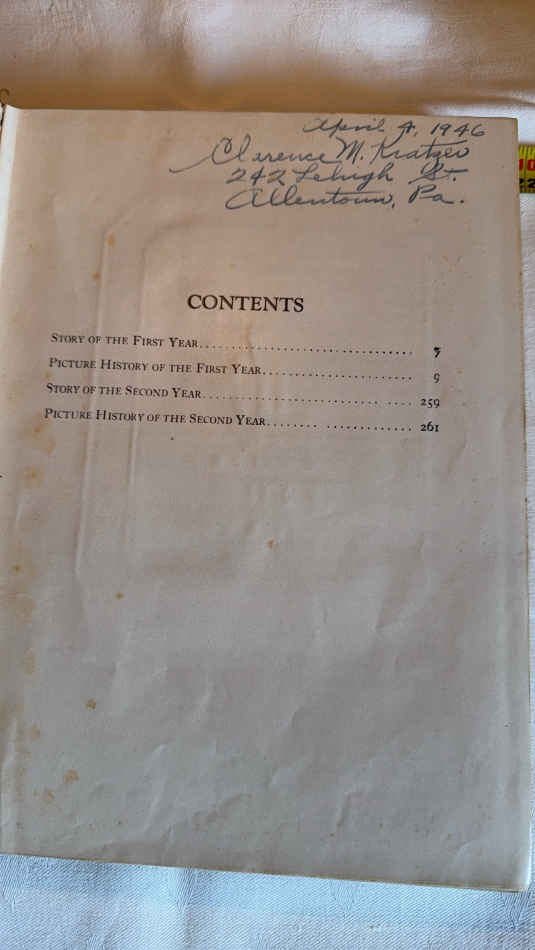 April 4, 1946
Clarence M. Kratzer
242 Lehigh St.
Allentown, Pa.
CONTENTS
STORY OF THE FIRST YEAR 5
PICTURE HISTORY OF THE FIRST YEAR 9
STORY OF THE SECOND YEAR 259
PICTURE HISTORY OF THE SECOND YEAR 261